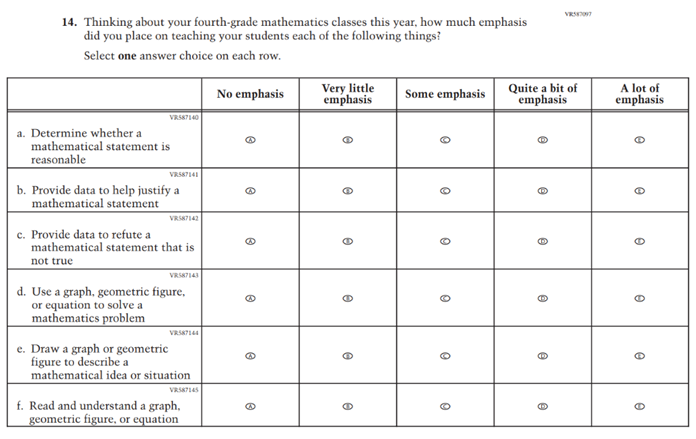 VR587097
14. Thinking about your fourth-grade mathematics classes this year, how much emphasis
did you place on teaching your students each of the following things?
Select one answer choice on each row.
No emphasis
Very little
emphasis
Some emphasis
Quite a bit of
emphasis
A lot of
emphasis
VR587140
a. Determine whether a
mathematical statement is
reasonable
A B C D E
VR587141
b. Provide data to help justify a
mathematical statement
A B C D E
VR587142
c. Provide data to refute a
mathematical statement that is
not true
A B C D E
VR587143
d. Use a graph, geometric figure,
or equation to solve a
mathematics problem
A B C D E
VR587144
e. Draw a graph or geometric
figure to describe a
mathematical idea or situation
A B C D E
VR587145
f. Read and understand a graph,
geometric figure, or equation
A B C D E